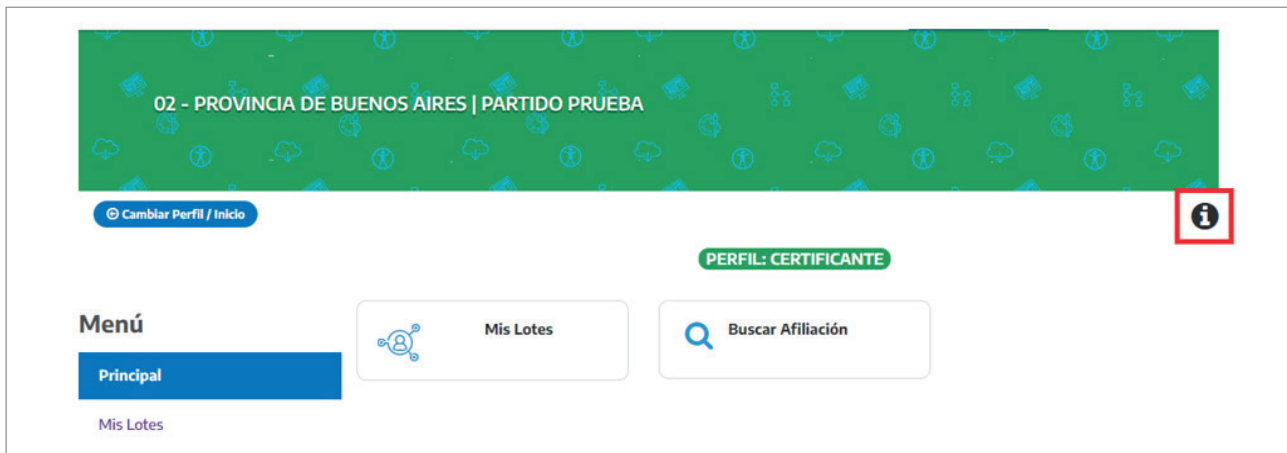 02 - PROVINCIA DE BUENOS AIRES | PARTIDO PRUEBA
Cambiar Perfil / Inicio
PERFIL: CERTIFICANTE
Menú
Mis Lotes
Buscar Afiliación
Principal
Mis Lotes